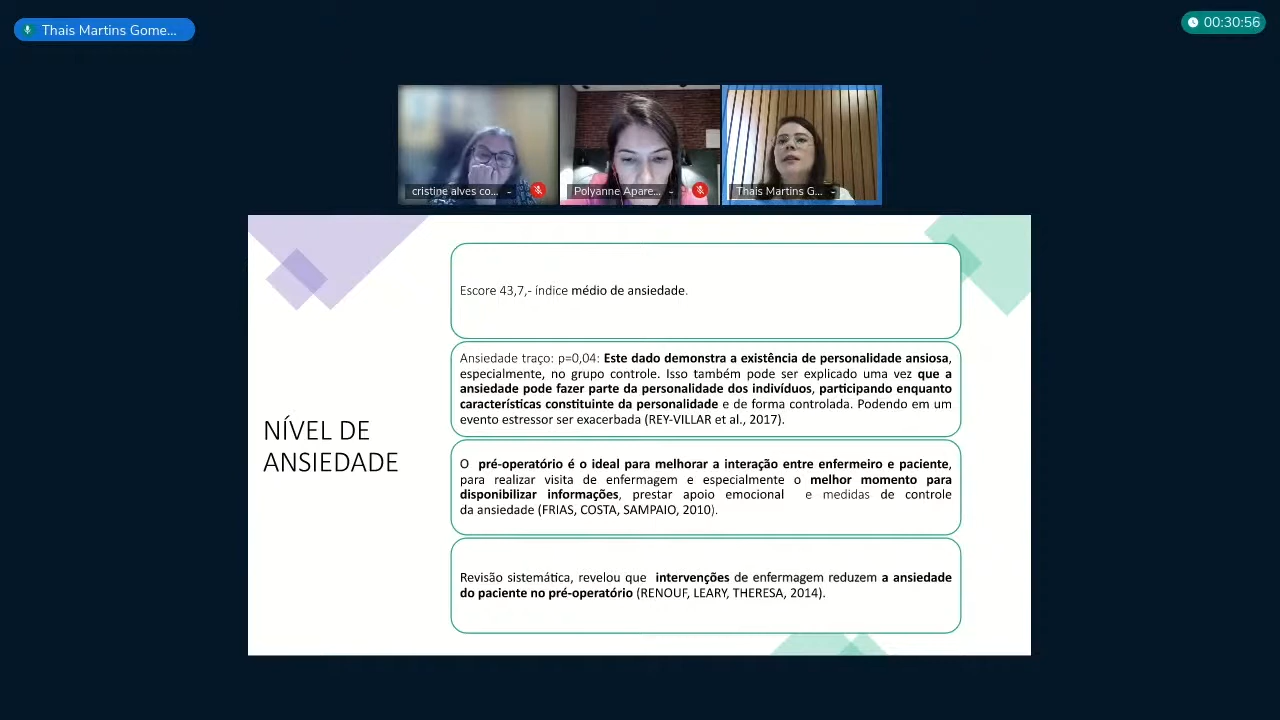 Thais Martins Gome...
00:30:56
cristine alves co...
Polyanne Apare...
Thais Martins G...
NÍVEL DE
ANSIEDADE
Escore 43,7,- índice médio de ansiedade.
Ansiedade traço: p=0,04: Este dado demonstra a existência de personalidade ansiosa,
especialmente, no grupo controle. Isso também pode ser explicado uma vez que a
ansiedade pode fazer parte da personalidade dos indivíduos, participando enquanto
características constituinte da personalidade e de forma controlada. Podendo em um
evento estressor ser exacerbada (REY-VILLAR et al., 2017).
O pré-operatório é o ideal para melhorar a interação entre enfermeiro e paciente,
para realizar visita de enfermagem e especialmente o melhor momento para
disponibilizar informações, prestar apoio emocional e medidas de controle
da ansiedade (FRIAS, COSTA, SAMPAIO, 2010).
Revisão sistemática, revelou que intervenções de enfermagem reduzem a ansiedade
do paciente no pré-operatório (RENOUF, LEARY, THERESA, 2014).